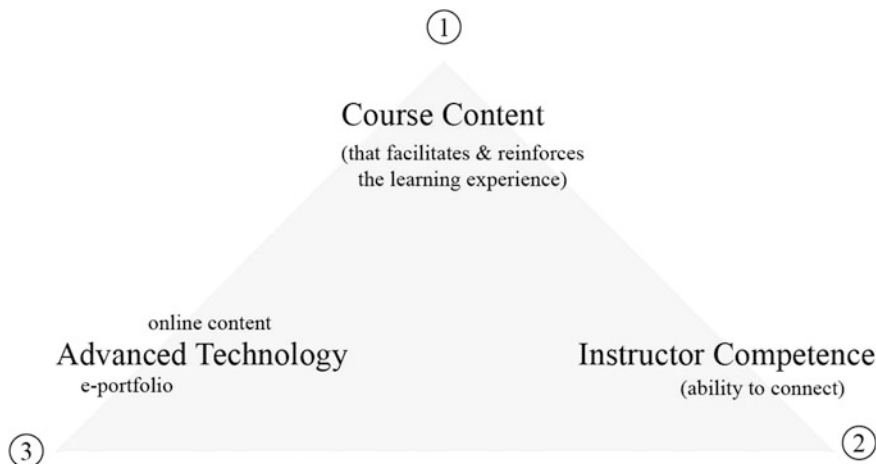 ①
Course Content
(that facilitates & reinforces
the learning experience)
online content
Advanced Technology
e-portfolio
Instructor Competence
(ability to connect)
③
②